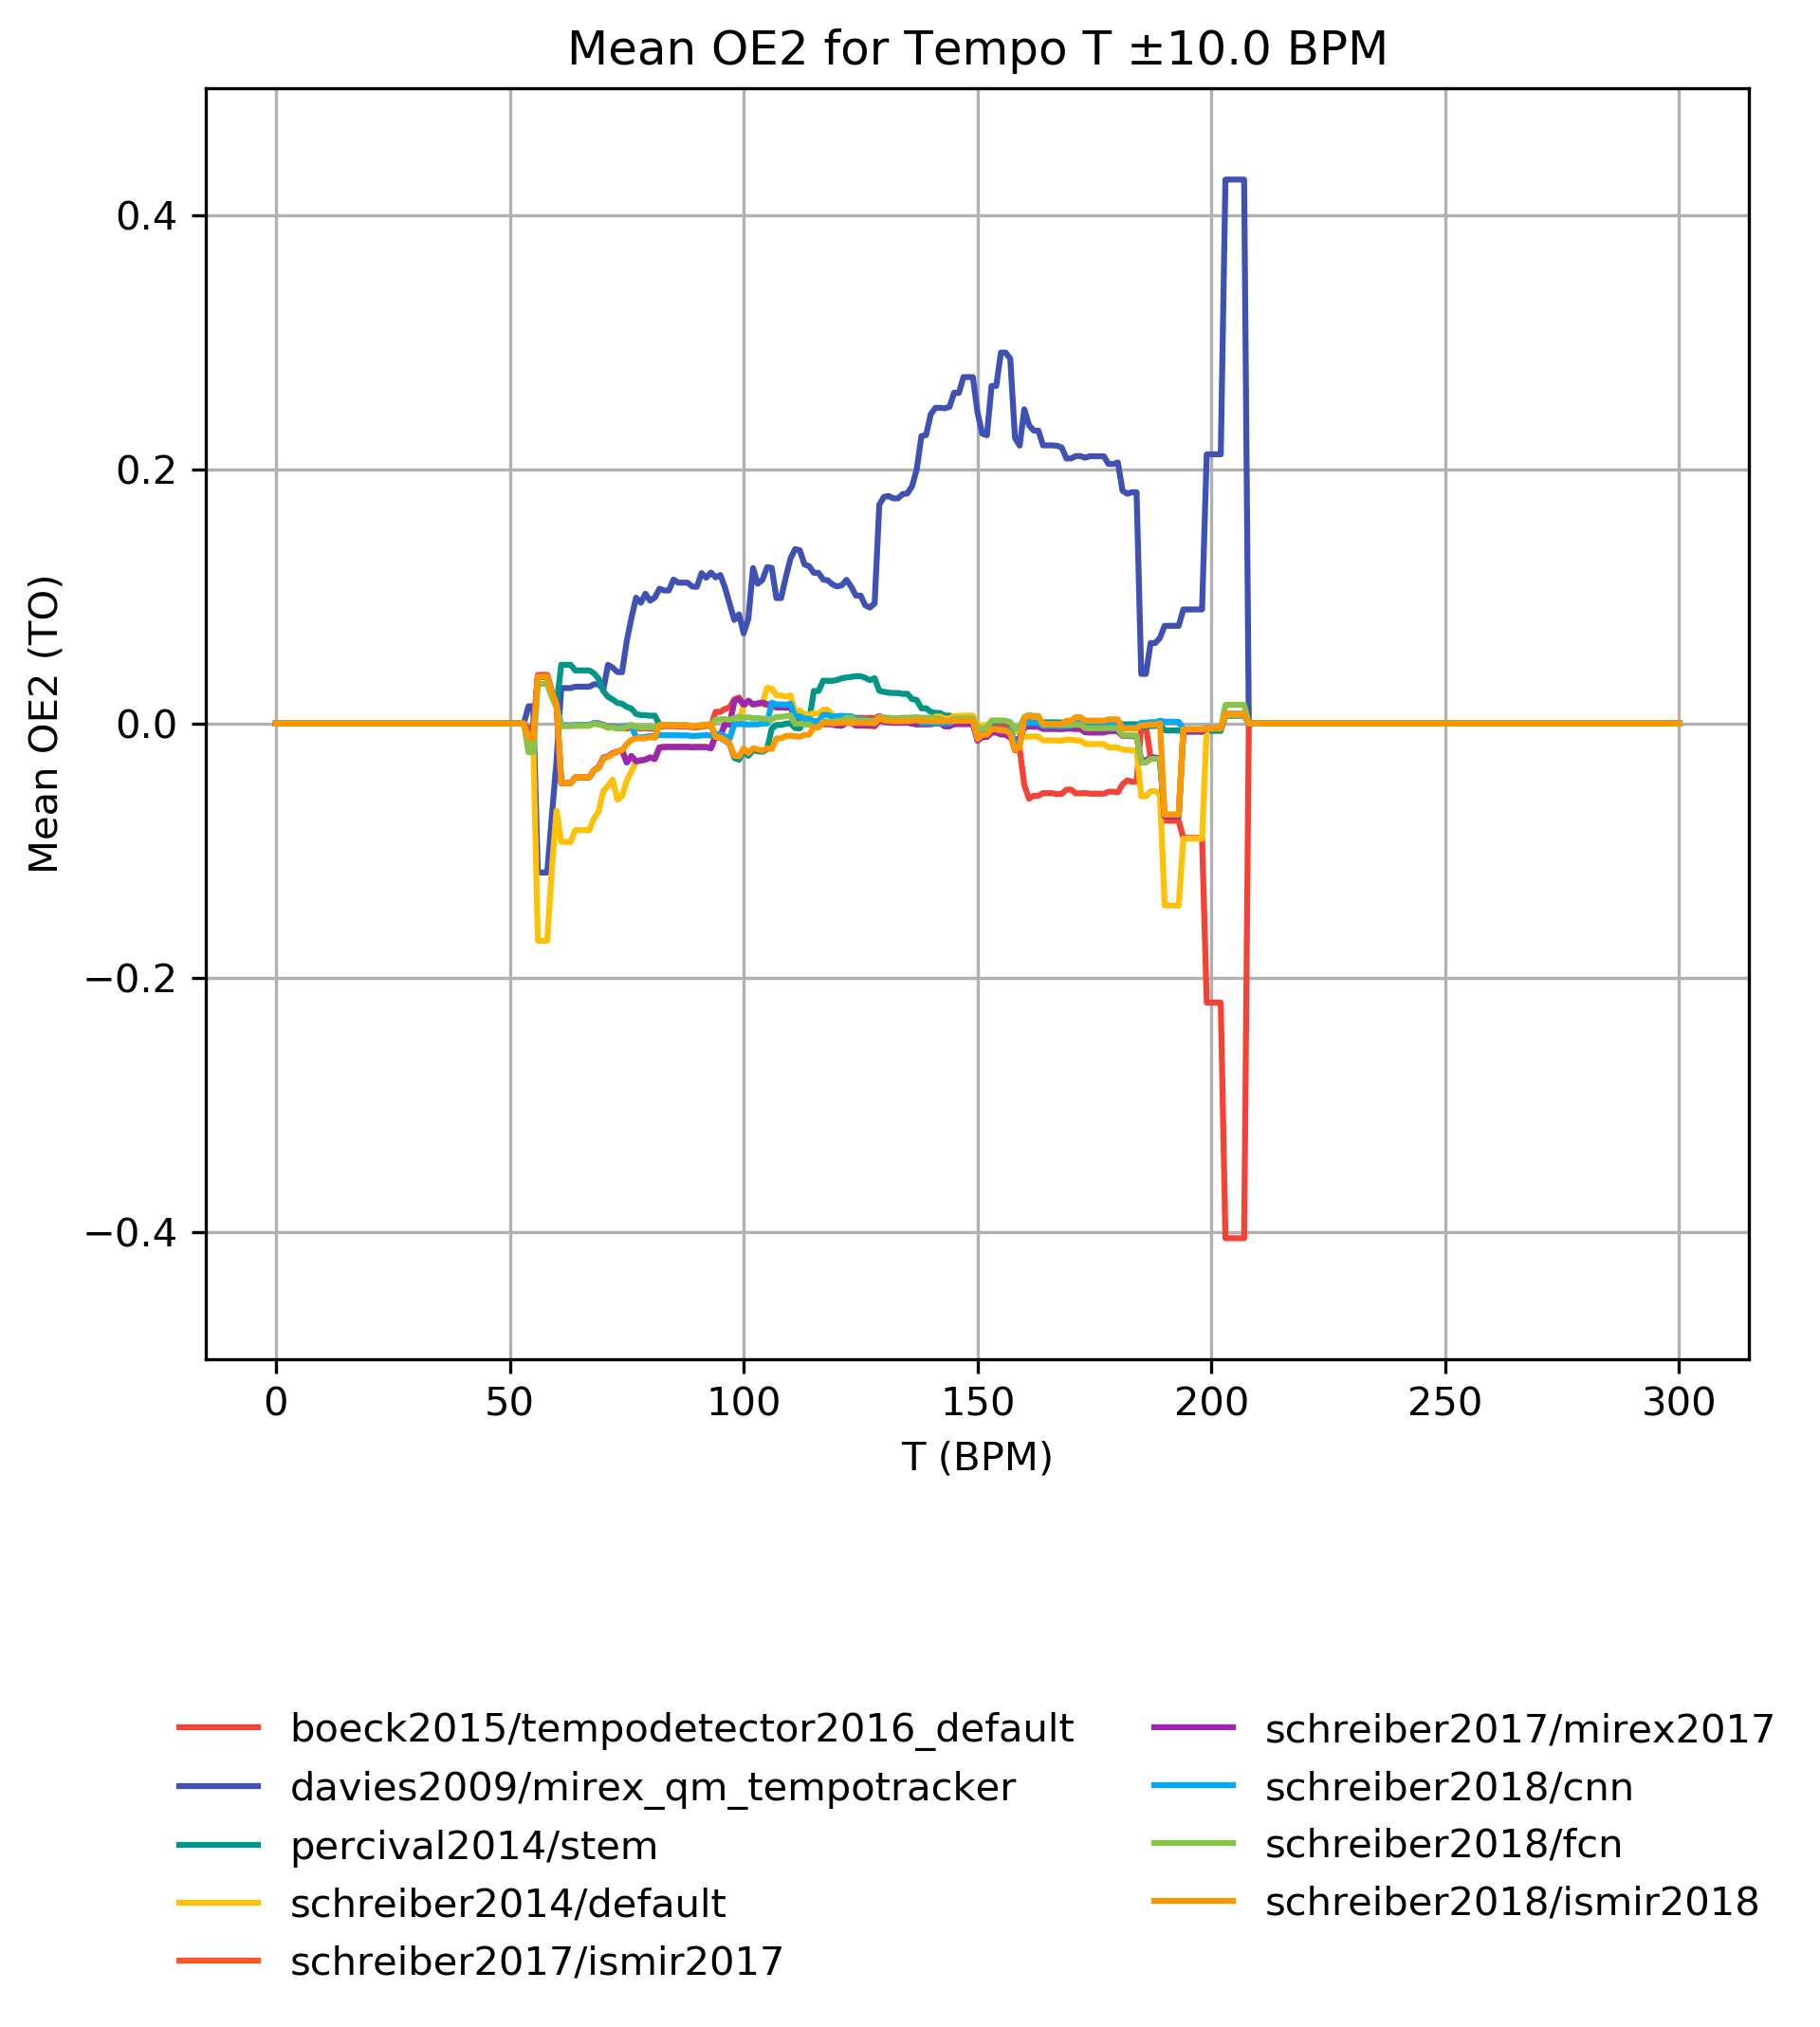 Mean OE2 for Tempo T ±10.0 BPM
Mean OE2 (TO)
0.4
0.2
0.0
−0.2
−0.4
0 50 100 150 200 250 300
T (BPM)
boeck2015/tempodetector2016_default
davies2009/mirex_qm_tempotracker
percival2014/stem
schreiber2014/default
schreiber2017/ismir2017
schreiber2017/mirex2017
schreiber2018/cnn
schreiber2018/fcn
schreiber2018/ismir2018